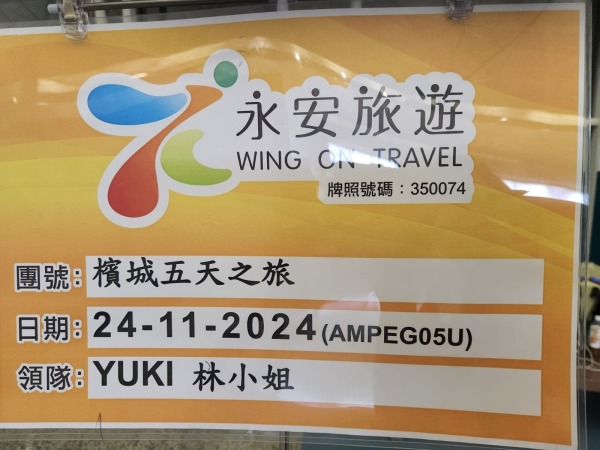 永安旅遊
WING ON TRAVEL
牌照號碼：350074
團號：檳城五天之旅
日期：24-11-2024(AMPEG05U)
領隊：YUKI 林小姐